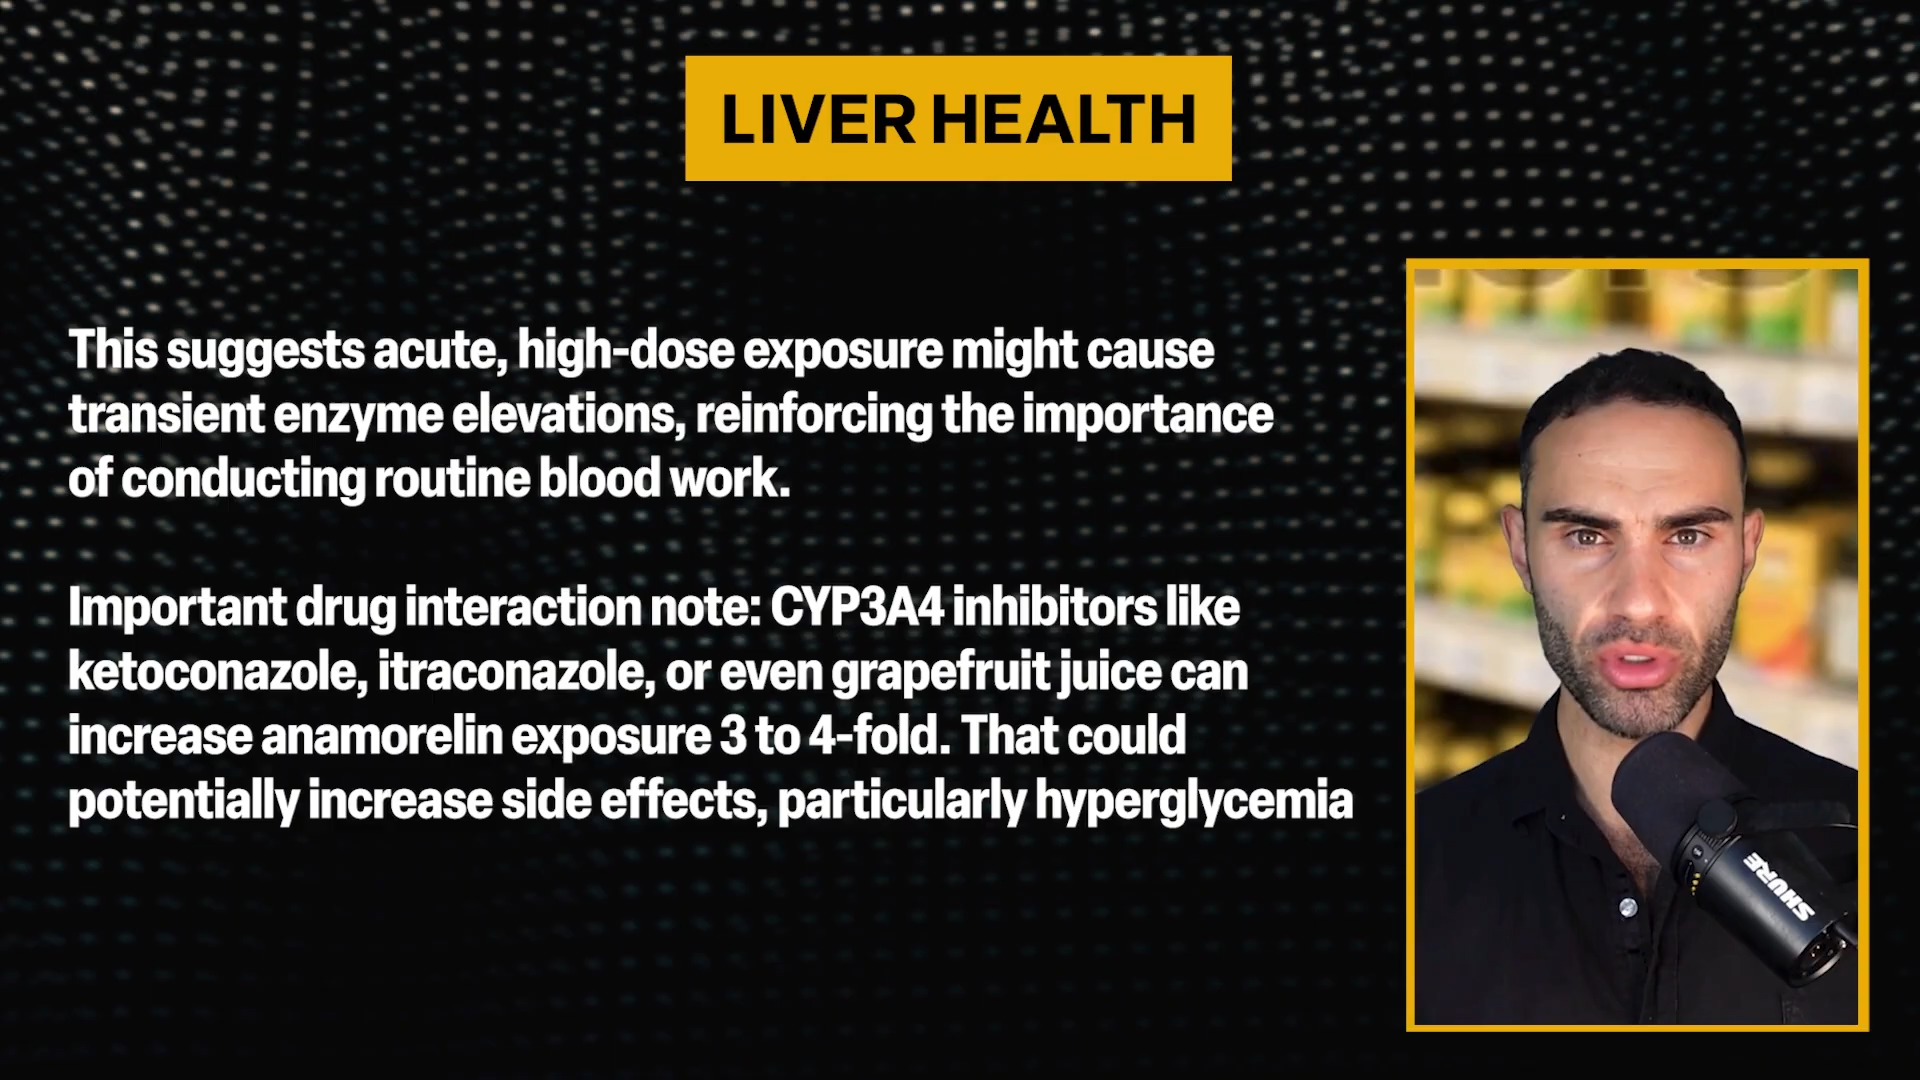 LIVER HEALTH
This suggests acute, high-dose exposure might cause
transient enzyme elevations, reinforcing the importance
of conducting routine blood work.
Important drug interaction note: CYP3A4 inhibitors like
ketoconazole, itraconazole, or even grapefruit juice can
increase anamorelin exposure 3 to 4-fold. That could
potentially increase side effects, particularly hyperglycemia
SHURE